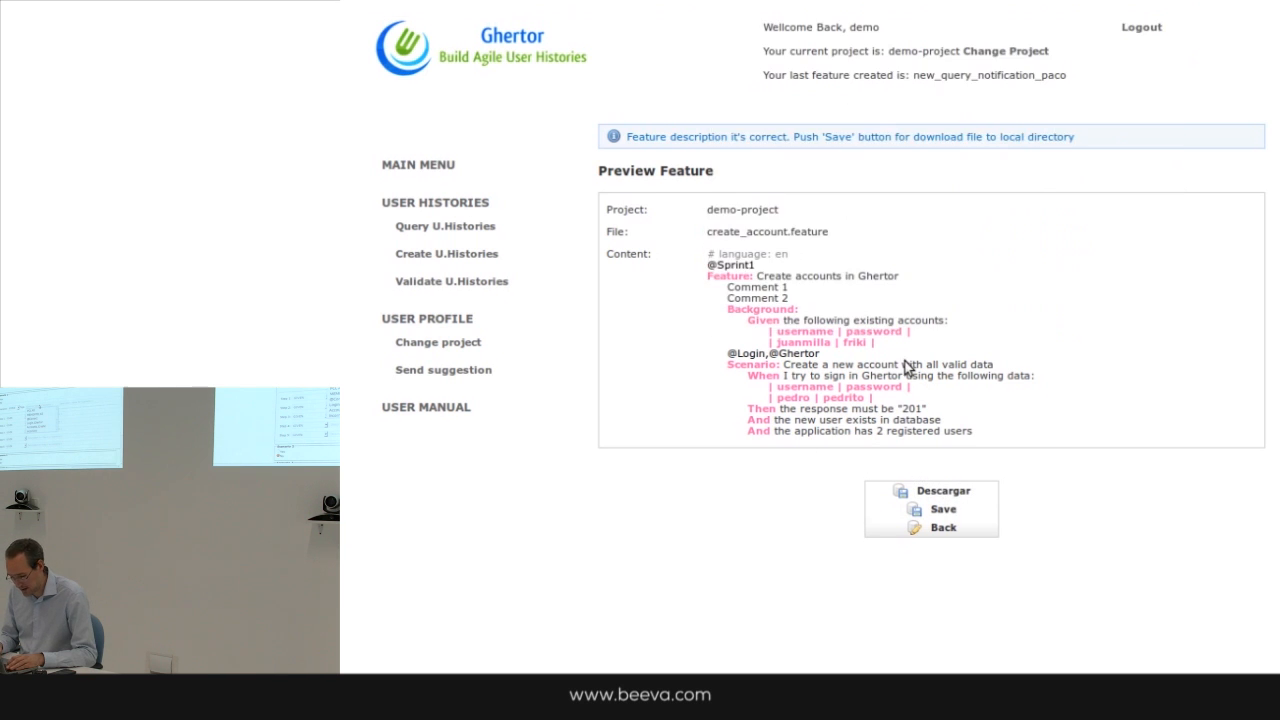 Ghertor
Build Agile User Histories
Wellcome Back, demo
Logout
Your current project is: demo-project Change Project
Your last feature created is: new_query_notification_paco
Feature description it's correct. Push 'Save' button for download file to local directory
MAIN MENU
USER HISTORIES
Query U.Histories
Create U.Histories
Validate U.Histories
USER PROFILE
Change project
Send suggestion
USER MANUAL
Preview Feature
Project: demo-project
File: create_account.feature
Content: # language: en
@Sprint1
Feature: Create accounts in Ghertor
Comment 1
Comment 2
Background:
Given the following existing accounts:
| username | password |
| juanmilla | friki |
@Login,@Ghertor
Scenario: Create a new account with all valid data
When I try to sign in Ghertor using the following data:
| username | password |
| pedro | pedrito |
Then the response must be "201"
And the new user exists in database
And the application has 2 registered users
Descargar
Save
Back
www.beeva.com